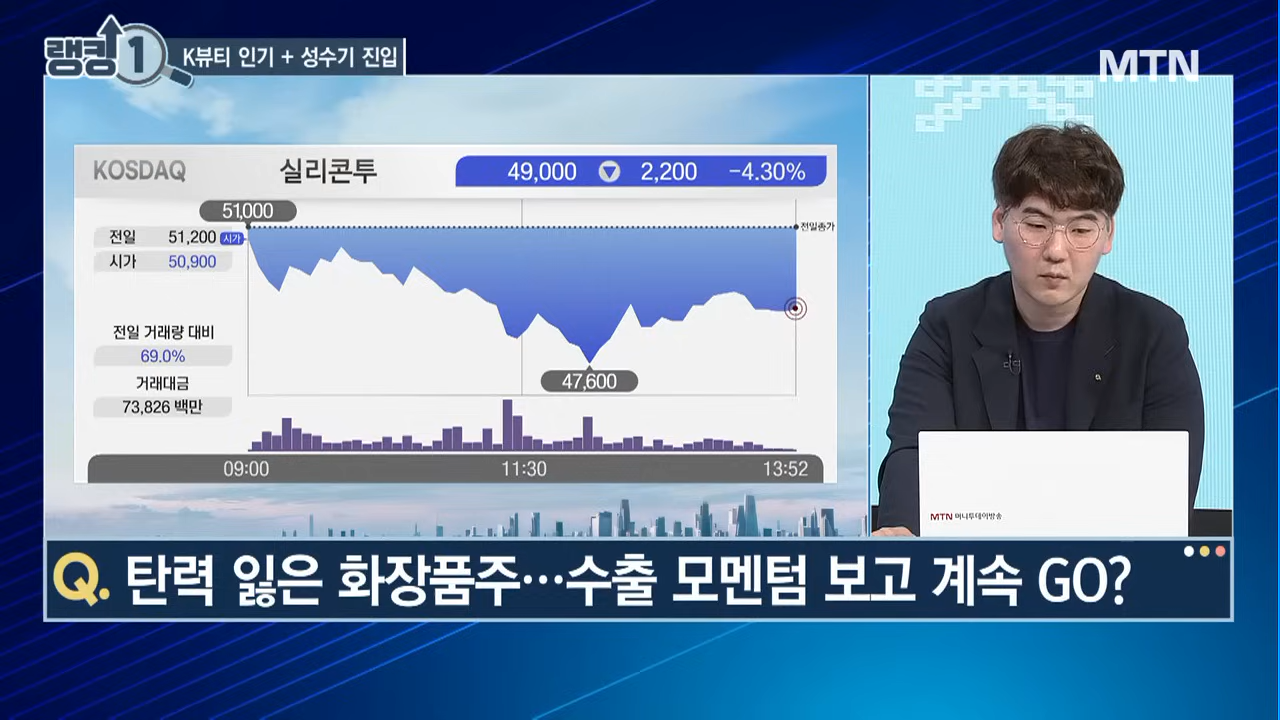 랭킹 1
K뷰티 인기 + 성수기 진입
MTN
KOSDAQ 실리콘투 49,000 ▼ 2,200 -4.30%
51,000
전일 51,200 시가
전일종가
시가 50,900
전일 거래량 대비
69.0%
거래대금
73,826 백만
47,600
09:00 11:30 13:52
MTN 머니투데이방송
Q. 탄력 잃은 화장품주…수출 모멘텀 보고 계속 GO?